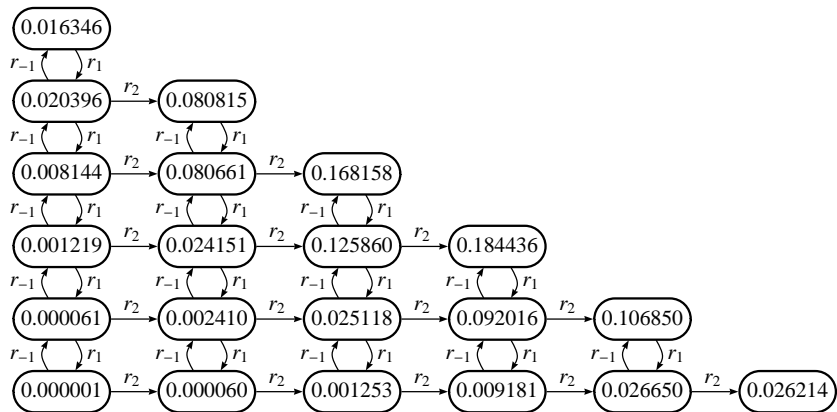 0.016346
r₋₁ r₁
0.020396 r₂ 0.080815
r₋₁ r₁ r₋₁ r₁
0.008144 r₂ 0.080661 r₂ 0.168158
r₋₁ r₁ r₋₁ r₁ r₋₁ r₁
0.001219 r₂ 0.024151 r₂ 0.125860 r₂ 0.184436
r₋₁ r₁ r₋₁ r₁ r₋₁ r₁ r₋₁ r₁
0.000061 r₂ 0.002410 r₂ 0.025118 r₂ 0.092016 r₂ 0.106850
r₋₁ r₁ r₋₁ r₁ r₋₁ r₁ r₋₁ r₁ r₋₁ r₁
0.000001 r₂ 0.000060 r₂ 0.001253 r₂ 0.009181 r₂ 0.026650 r₂ 0.026214